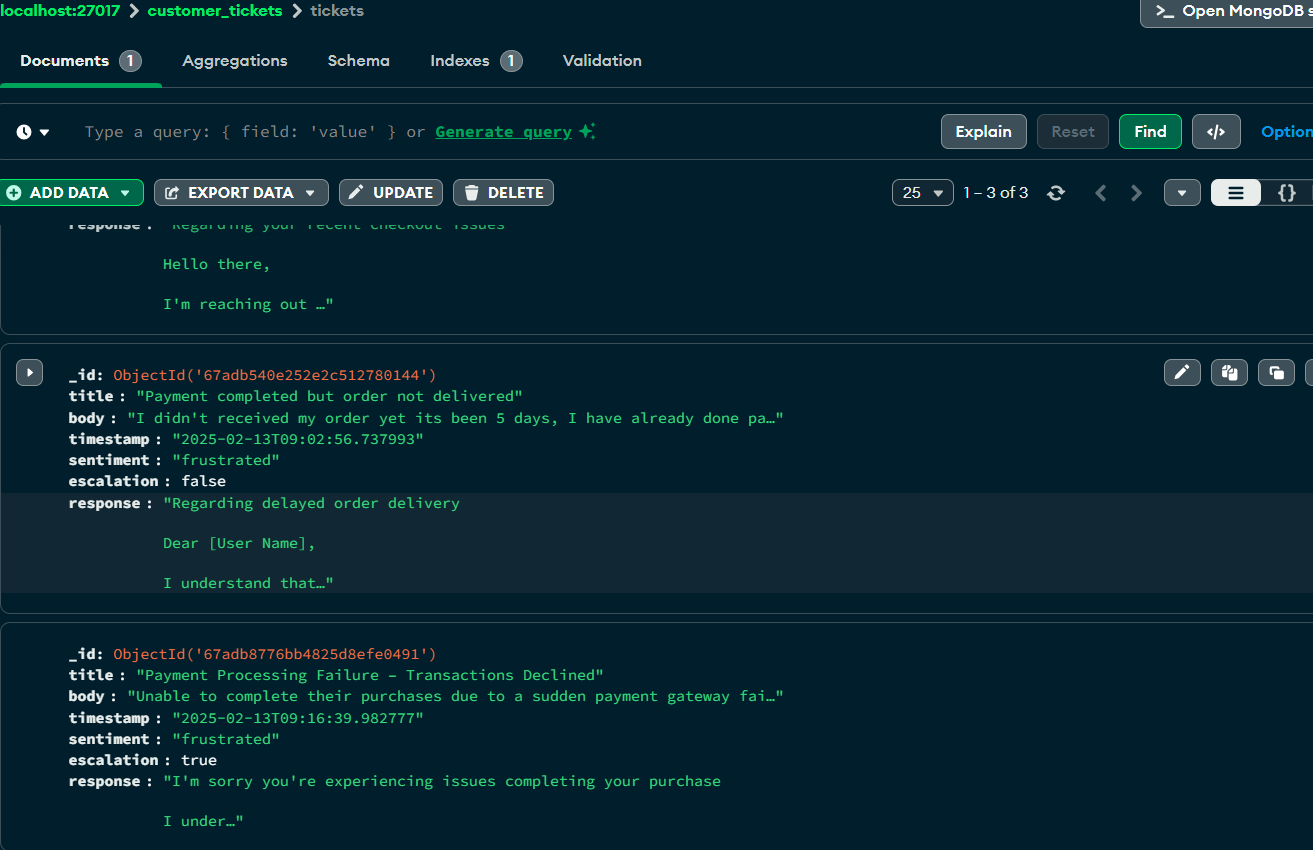 localhost:27017 > customer_tickets > tickets
>_ Open MongoDB s
Documents 1 Aggregations Schema Indexes 1 Validation
Type a query: { field: 'value' } or Generate query
Explain Reset Find </> Option
ADD DATA EXPORT DATA UPDATE DELETE
25 1 – 3 of 3 {}
response : "Regarding your recent checkout issues
Hello there,
I'm reaching out …"
_id: ObjectId('67adb540e252e2c512780144')
title : "Payment completed but order not delivered"
body : "I didn't received my order yet its been 5 days, I have already done pa…"
timestamp : "2025-02-13T09:02:56.737993"
sentiment : "frustrated"
escalation : false
response : "Regarding delayed order delivery
Dear [User Name],
I understand that…"
_id: ObjectId('67adb8776bb4825d8efe0491')
title : "Payment Processing Failure – Transactions Declined"
body : "Unable to complete their purchases due to a sudden payment gateway fai…"
timestamp : "2025-02-13T09:16:39.982777"
sentiment : "frustrated"
escalation : true
response : "I'm sorry you're experiencing issues completing your purchase
I under…"